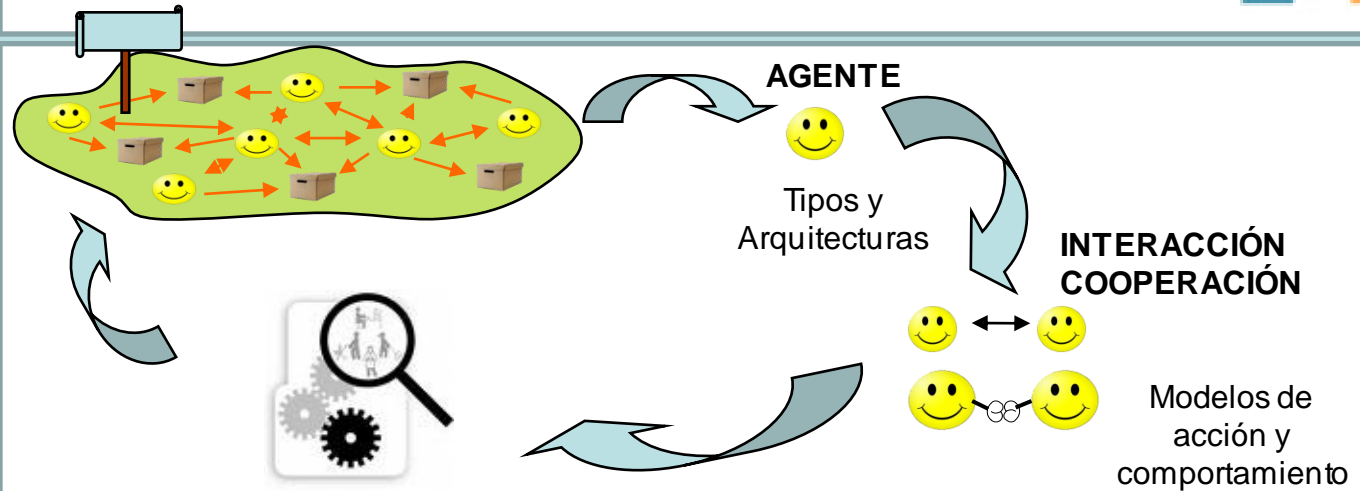 AGENTE
Tipos y
Arquitecturas
INTERACCIÓN
COOPERACIÓN
Modelos de
acción y
comportamiento